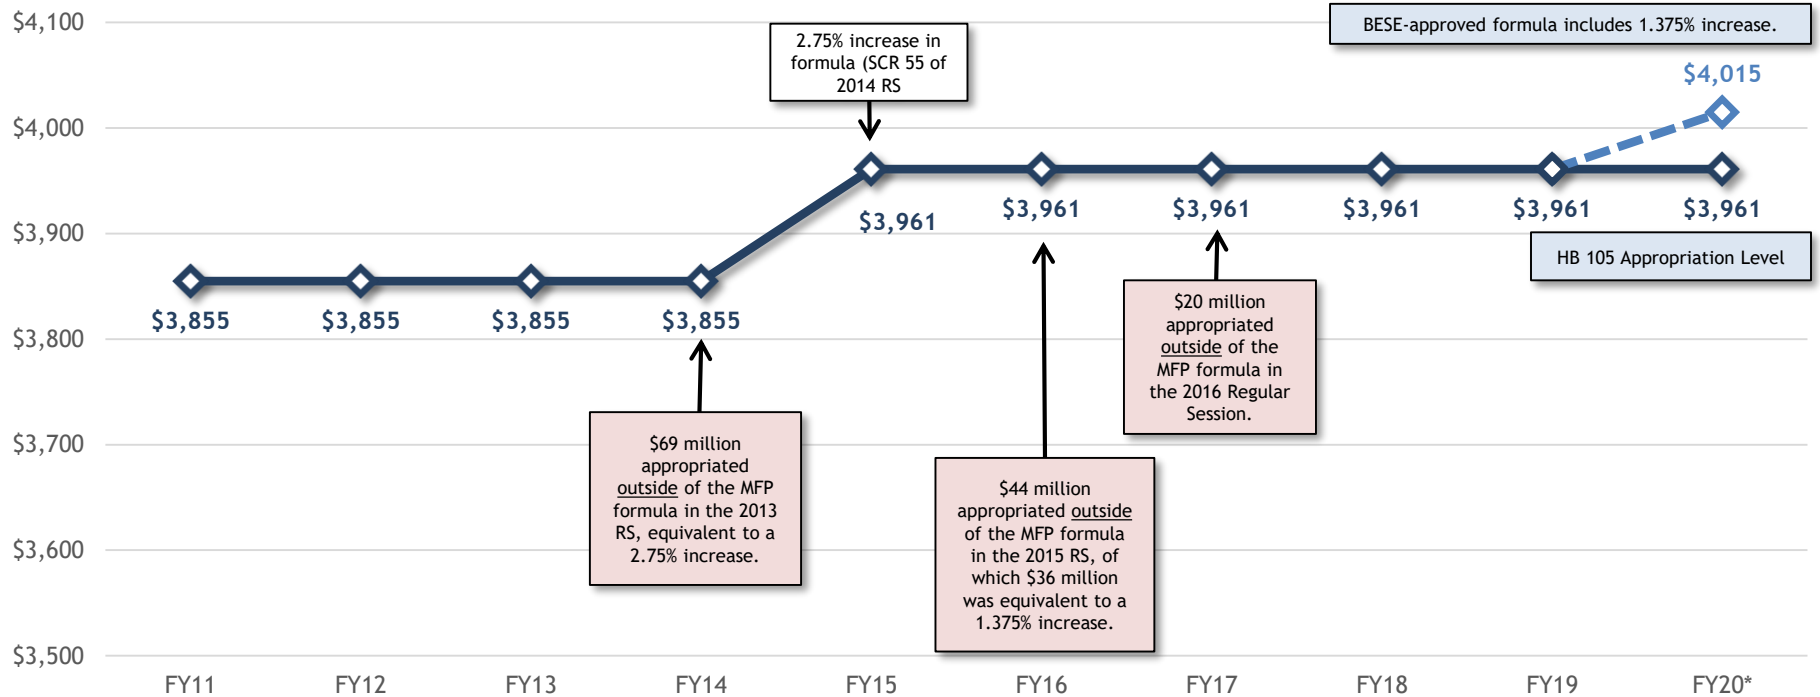 $4,100
$4,000
$3,900
$3,800
$3,700
$3,600
$3,500
BESE-approved formula includes 1.375% increase.
$4,015
2.75% increase in
formula (SCR 55 of
2014 RS
$3,855
$3,855
$3,855
$3,855
$3,961
$3,961
$3,961
$3,961
$3,961
$3,961
HB 105 Appropriation Level
$69 million
appropriated
outside of the MFP
formula in the 2013
RS, equivalent to a
2.75% increase.
$44 million
appropriated outside
of the MFP formula
in the 2015 RS, of
which $36 million
was equivalent to a
1.375% increase.
$20 million
appropriated
outside of the
MFP formula in
the 2016 Regular
Session.
FY11
FY12
FY13
FY14
FY15
FY16
FY17
FY18
FY19
FY20*